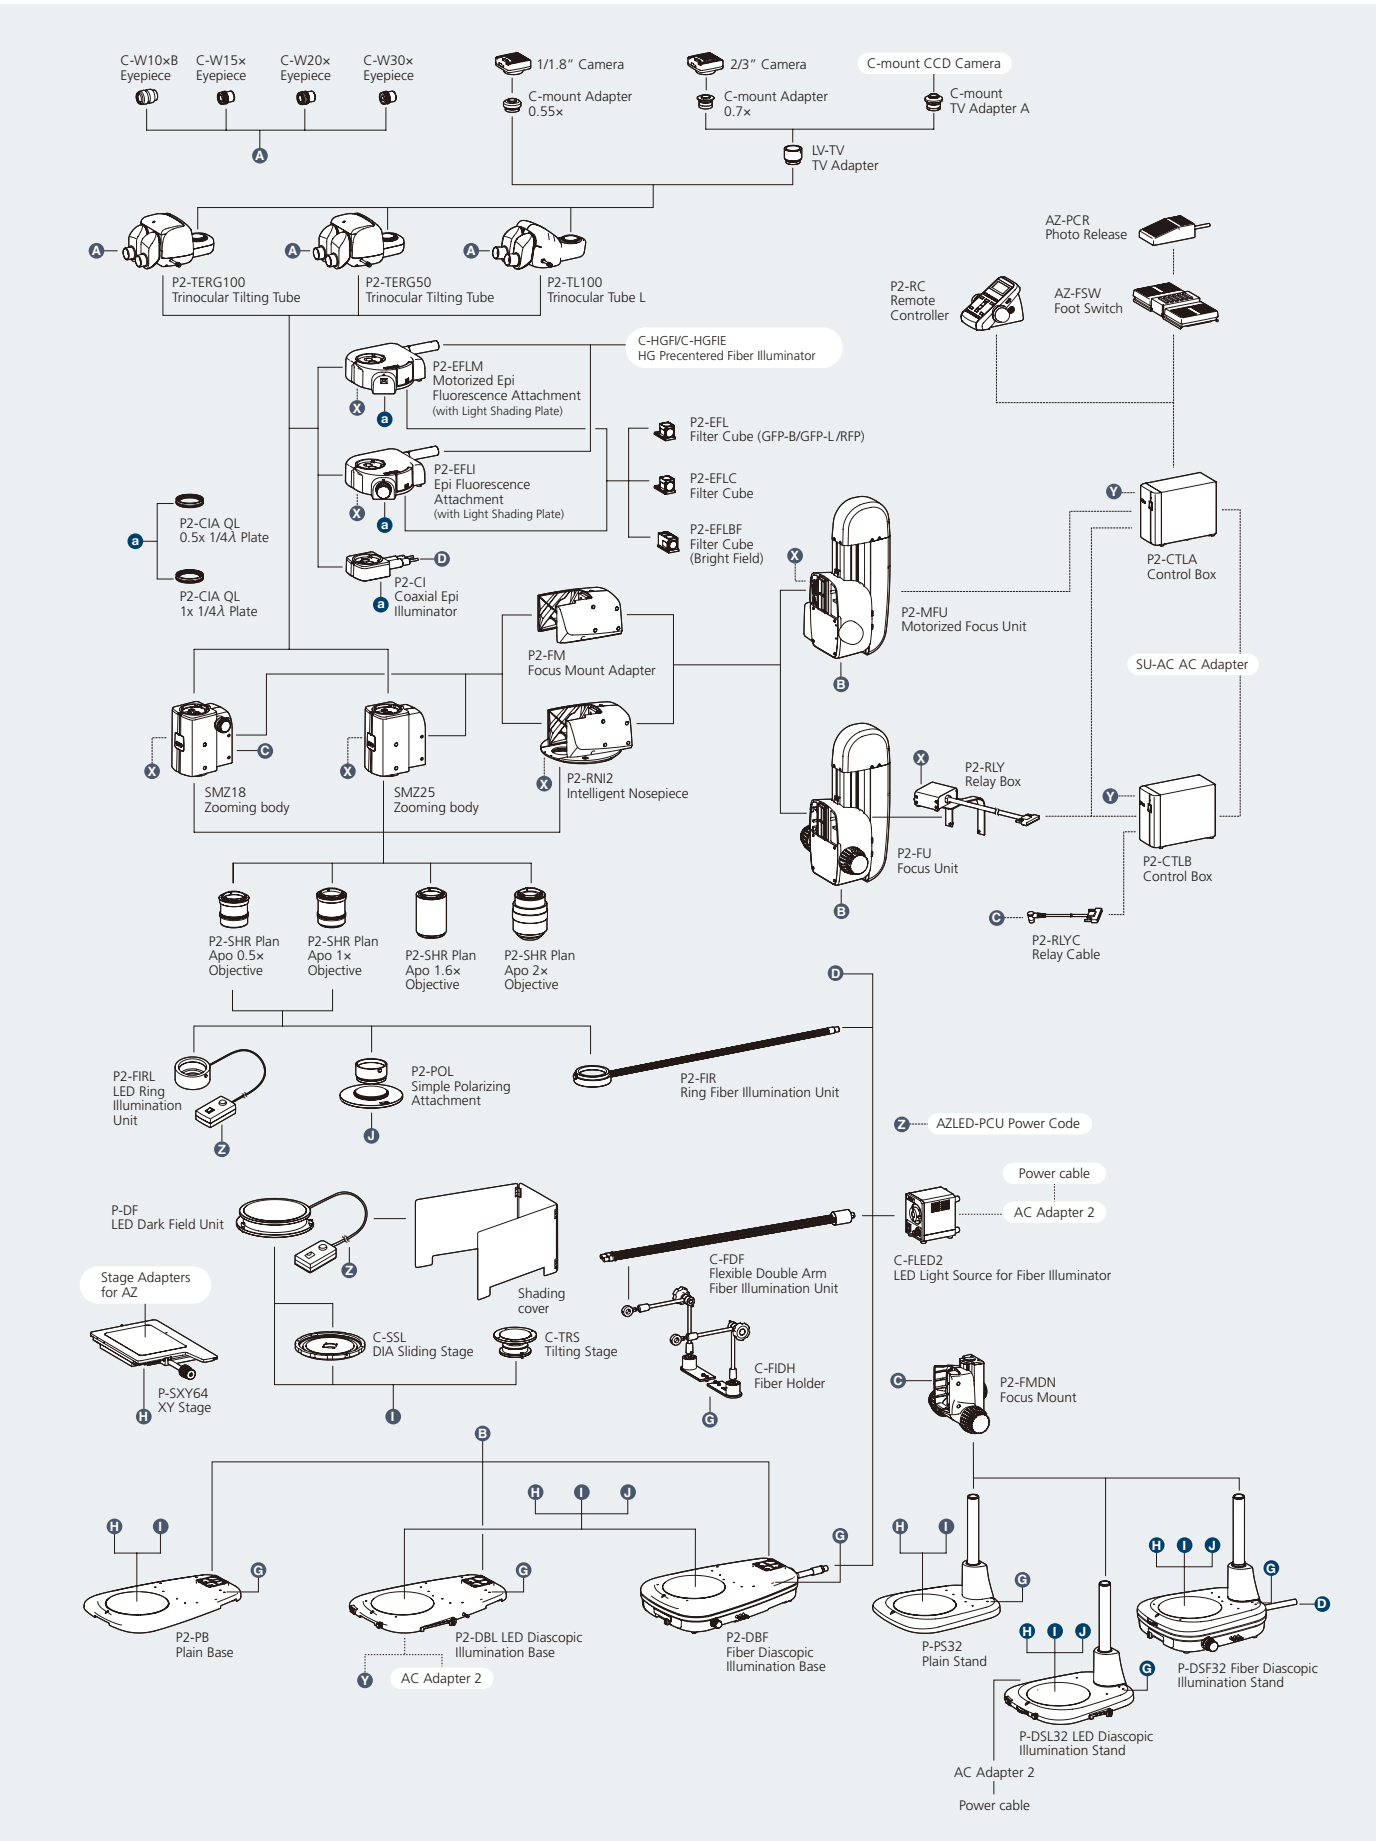 C-W10×B
Eyepiece
C-W15×
Eyepiece
C-W20×
Eyepiece
C-W30×
Eyepiece
A
1/1.8” Camera
C-mount Adapter
0.55×
2/3” Camera
C-mount Adapter
0.7×
C-mount CCD Camera
C-mount
TV Adapter A
LV-TV
TV Adapter
A
P2-TERG100
Trinocular Tilting Tube
A
P2-TERG50
Trinocular Tilting Tube
A
P2-TL100
Trinocular Tube L
AZ-PCR
Photo Release
P2-RC
Remote
Controller
AZ-FSW
Foot Switch
C-HGFI/C-HGFIE
HG Precentered Fiber Illuminator
P2-EFLM
Motorized Epi
Fluorescence Attachment
(with Light Shading Plate)
X
a
P2-EFL
Filter Cube (GFP-B/GFP-L/RFP)
P2-EFLI
Epi Fluorescence
Attachment
(with Light Shading Plate)
X
a
P2-EFLC
Filter Cube
P2-EFLBF
Filter Cube
(Bright Field)
a
P2-CIA QL
0.5x 1/4λ Plate
P2-CIA QL
1x 1/4λ Plate
D
P2-CI
Coaxial Epi
Illuminator
a
Y
P2-CTLA
Control Box
X
P2-MFU
Motorized Focus Unit
B
P2-FM
Focus Mount Adapter
SU-AC AC Adapter
X
C
SMZ18
Zooming body
X
SMZ25
Zooming body
X
P2-RNI2
Intelligent Nosepiece
X
P2-RLY
Relay Box
Y
P2-FU
Focus Unit
B
P2-CTLB
Control Box
C
P2-RLYC
Relay Cable
P2-SHR Plan
Apo 0.5×
Objective
P2-SHR Plan
Apo 1×
Objective
P2-SHR Plan
Apo 1.6×
Objective
P2-SHR Plan
Apo 2×
Objective
D
P2-FIRL
LED Ring
Illumination
Unit
Z
P2-POL
Simple Polarizing
Attachment
J
P2-FIR
Ring Fiber Illumination Unit
Z
AZLED-PCU Power Code
Power cable
AC Adapter 2
C-FLED2
LED Light Source for Fiber Illuminator
P-DF
LED Dark Field Unit
Z
Shading
cover
C-FDF
Flexible Double Arm
Fiber Illumination Unit
Stage Adapters
for AZ
P-SXY64
XY Stage
H
C-SSL
DIA Sliding Stage
C-TRS
Tilting Stage
I
C-FIDH
Fiber Holder
G
C
P2-FMDN
Focus Mount
B
H
I
J
H
I
G
P2-PB
Plain Base
G
P2-DBL LED Diascopic
Illumination Base
Y
AC Adapter 2
G
P2-DBF
Fiber Diascopic
Illumination Base
H
I
G
P-PS32
Plain Stand
H
I
J
G
P-DSL32 LED Diascopic
Illumination Stand
AC Adapter 2
Power cable
H
I
J
G
D
P-DSF32 Fiber Diascopic
Illumination Stand